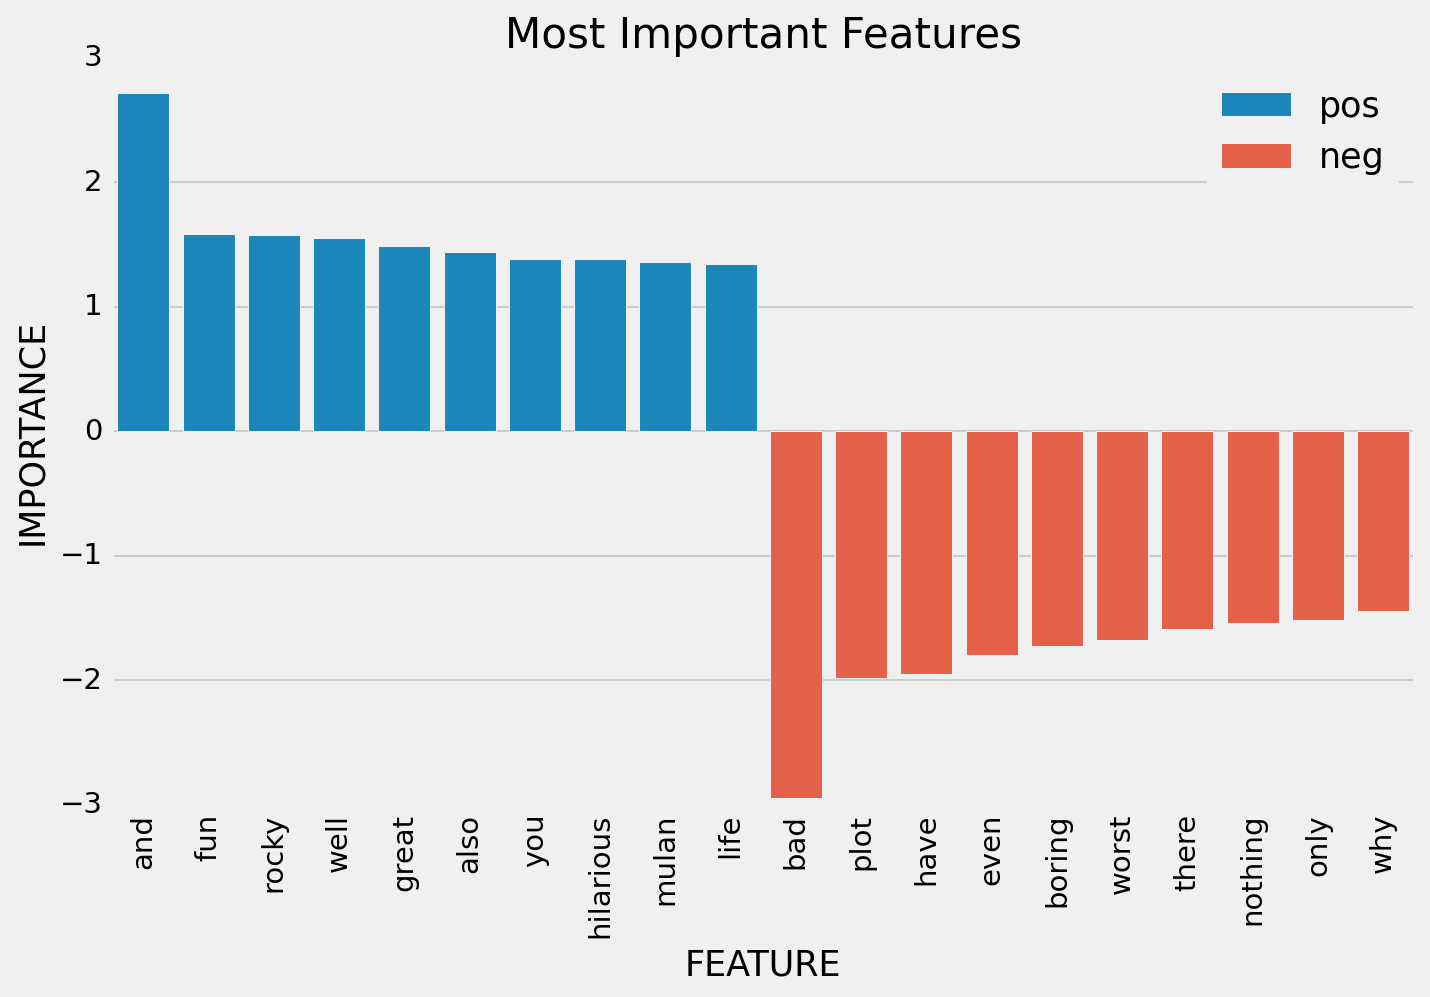 Most Important Features
3
2
1
0
−1
−2
−3
IMPORTANCE
pos
neg
and
fun
rocky
well
great
also
you
hilarious
mulan
life
bad
plot
have
even
boring
worst
there
nothing
only
why
FEATURE